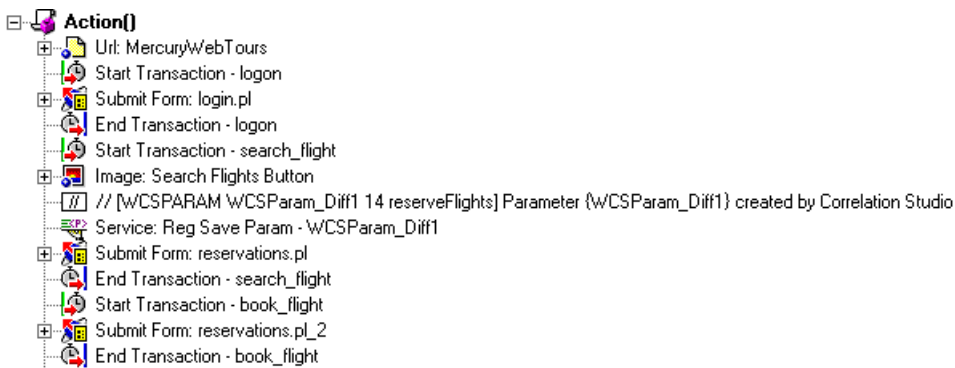 Action()
Url: MercuryWebTours
Start Transaction - logon
Submit Form: login.pl
End Transaction - logon
Start Transaction - search_flight
Image: Search Flights Button
// // [WCSPARAM WCSParam_Diff1 14 reserveFlights] Parameter {WCSParam_Diff1} created by Correlation Studio
Service: Reg Save Param - WCSParam_Diff1
Submit Form: reservations.pl
End Transaction - search_flight
Start Transaction - book_flight
Submit Form: reservations.pl_2
End Transaction - book_flight